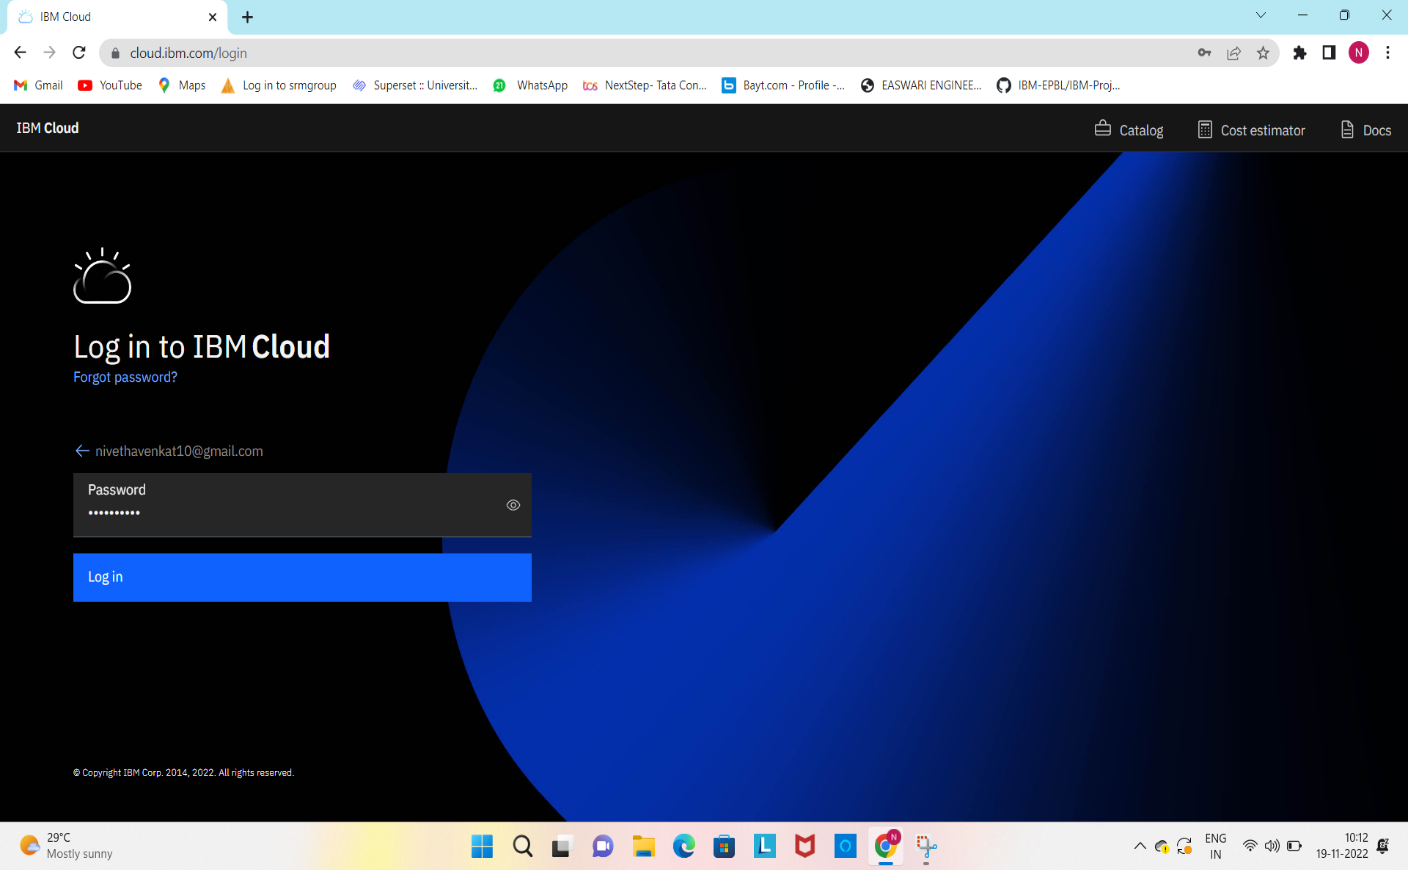 IBM Cloud
cloud.ibm.com/login
N
Gmail YouTube Maps Log in to srmgroup Superset :: Universit... 21 WhatsApp tcs NextStep- Tata Con... b Bayt.com - Profile -... EASWARI ENGINEE... IBM-EPBL/IBM-Proj...
IBM Cloud Catalog Cost estimator Docs
Log in to IBM Cloud
Forgot password?
nivethavenkat10@gmail.com
Password
••••••••••
Log in
© Copyright IBM Corp. 2014, 2022. All rights reserved.
29°C
Mostly sunny
L
N
ENG
IN
10:12
19-11-2022